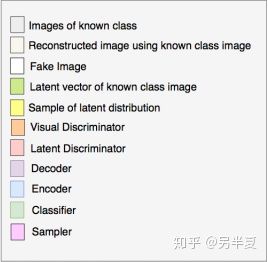 Images of known class
Reconstructed image using known class image
Fake Image
Latent vector of known class image
Sample of latent distribution
Visual Discriminator
Latent Discriminator
Decoder
Encoder
Classifier
Sampler
知乎 @另半夏